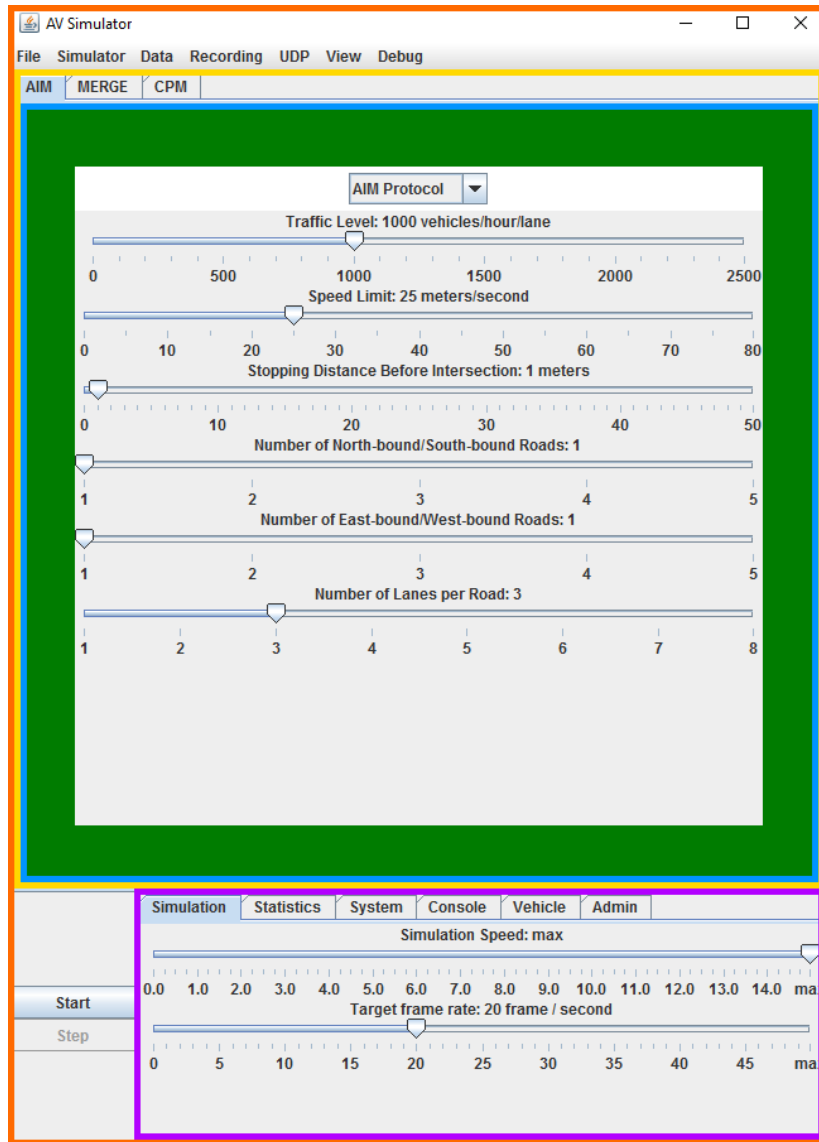 AV Simulator
File Simulator Data Recording UDP View Debug
AIM MERGE CPM
AIM Protocol
Traffic Level: 1000 vehicles/hour/lane
0 500 1000 1500 2000 2500
Speed Limit: 25 meters/second
0 10 20 30 40 50 60 70 80
Stopping Distance Before Intersection: 1 meters
0 10 20 30 40 50
Number of North-bound/South-bound Roads: 1
1 2 3 4 5
Number of East-bound/West-bound Roads: 1
1 2 3 4 5
Number of Lanes per Road: 3
1 2 3 4 5 6 7 8
Simulation Statistics System Console Vehicle Admin
Simulation Speed: max
0.0 1.0 2.0 3.0 4.0 5.0 6.0 7.0 8.0 9.0 10.0 11.0 12.0 13.0 14.0 ma
Start
Target frame rate: 20 frame / second
Step
0 5 10 15 20 25 30 35 40 45 ma